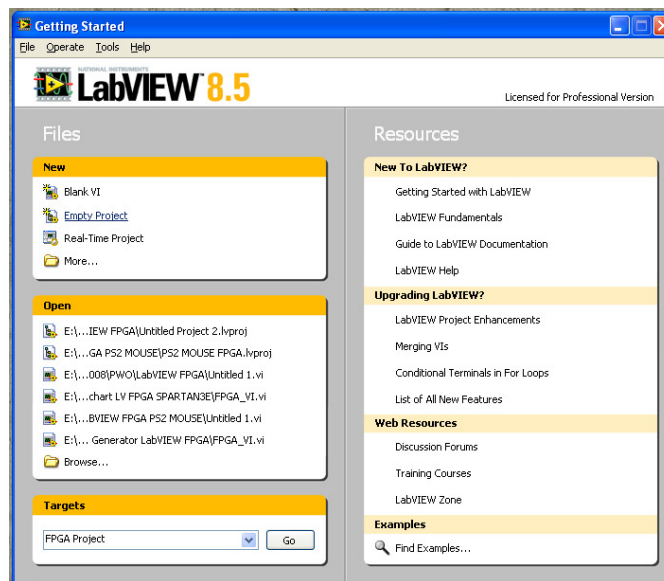 Getting Started
File Operate Tools Help
NATIONAL INSTRUMENTS
LabVIEW™ 8.5
Licensed for Professional Version
Files
New
Blank VI
Empty Project
Real-Time Project
More...
Open
E:\...IEW FPGA\Untitled Project 2.lvproj
E:\...GA PS2 MOUSE\PS2 MOUSE FPGA.lvproj
E:\...008\PWO\LabVIEW FPGA\Untitled 1.vi
E:\...chart LV FPGA SPARTAN3E\FPGA_VI.vi
E:\...BVIEW FPGA PS2 MOUSE\Untitled 1.vi
E:\... Generator LabVIEW FPGA\FPGA_VI.vi
Browse...
Targets
FPGA Project
Go
Resources
New To LabVIEW?
Getting Started with LabVIEW
LabVIEW Fundamentals
Guide to LabVIEW Documentation
LabVIEW Help
Upgrading LabVIEW?
LabVIEW Project Enhancements
Merging VIs
Conditional Terminals in For Loops
List of All New Features
Web Resources
Discussion Forums
Training Courses
LabVIEW Zone
Examples
Find Examples...